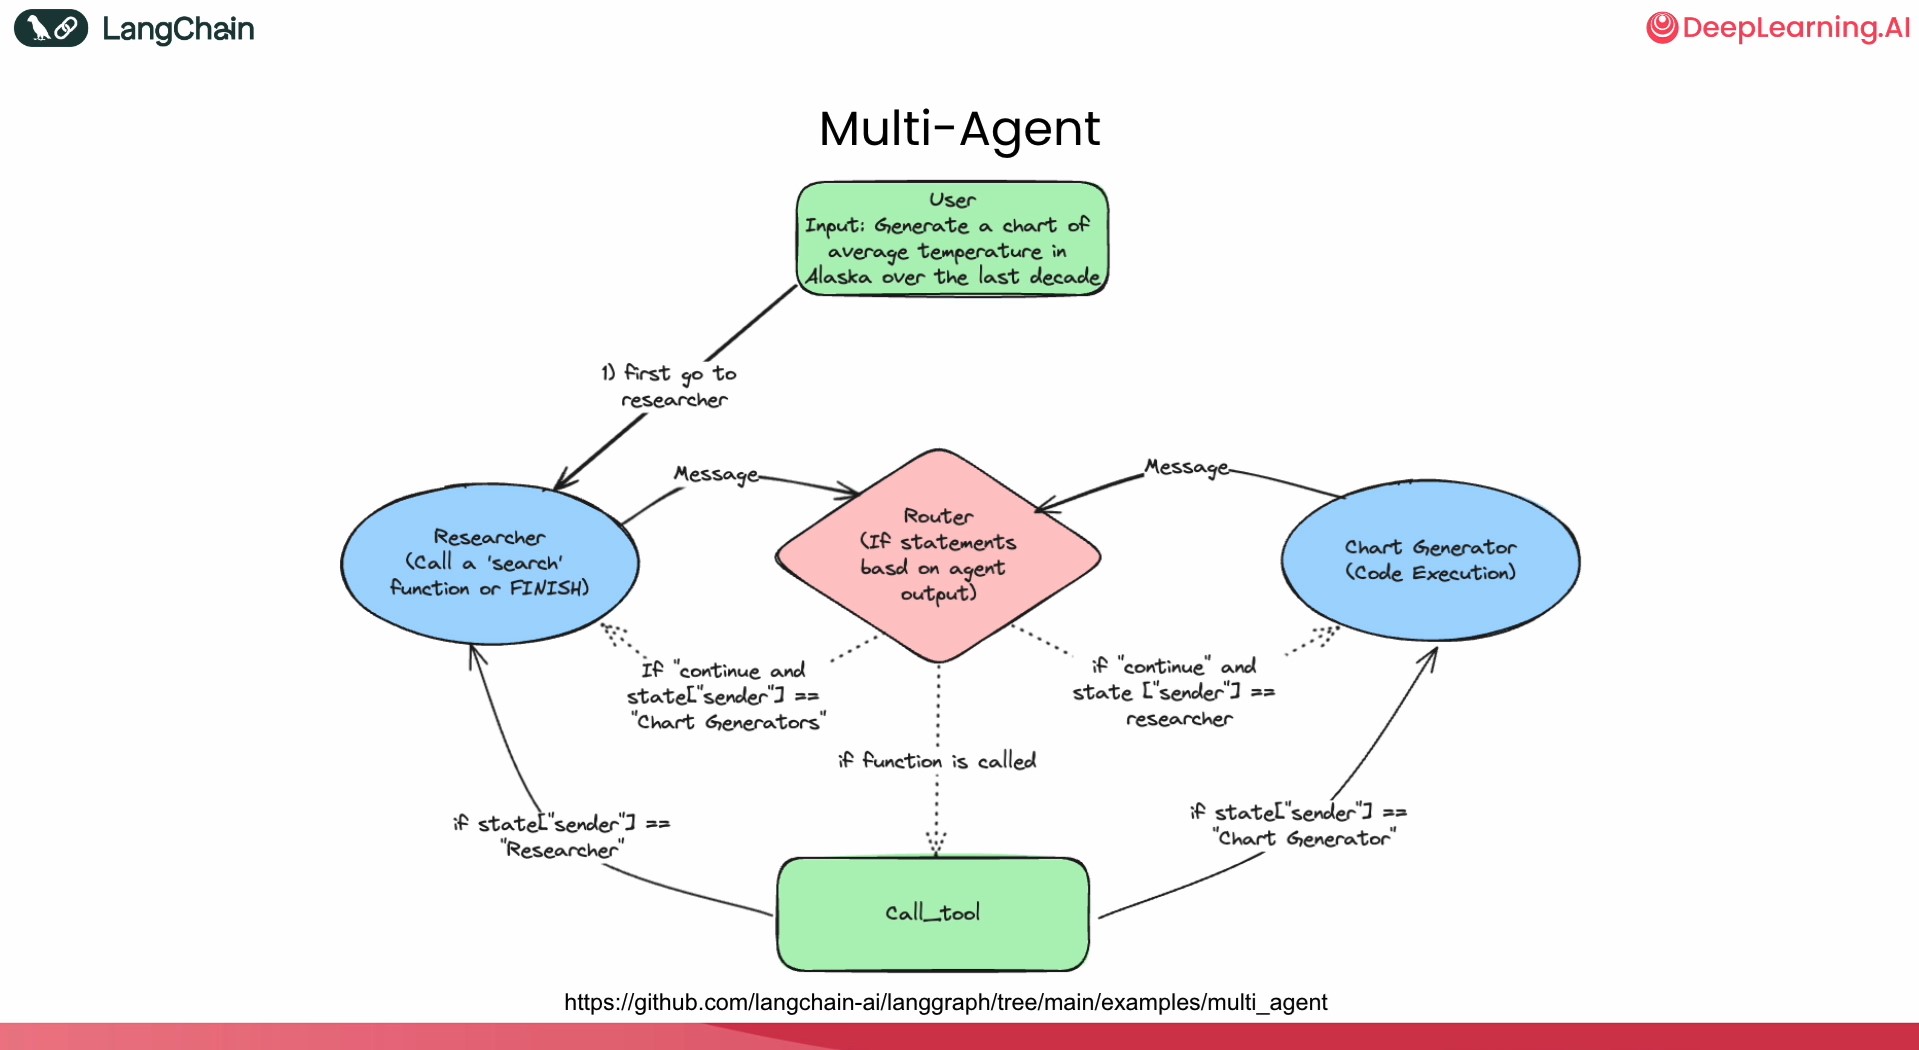 LangChain
DeepLearning.AI
Multi-Agent
User
Input: Generate a chart of
average temperature in
Alaska over the last decade
1) first go to
researcher
Message
Message
Researcher
(Call a 'search'
function or FINISH)
Router
(If statements
basd on agent
output)
Chart Generator
(Code Execution)
If "continue and
state["sender"] ==
"Chart Generators"
if "continue" and
state ["sender"] ==
researcher
if function is called
if state["sender"] ==
"Researcher"
if state["sender"] ==
"Chart Generator"
Call_tool
https://github.com/langchain-ai/langgraph/tree/main/examples/multi_agent